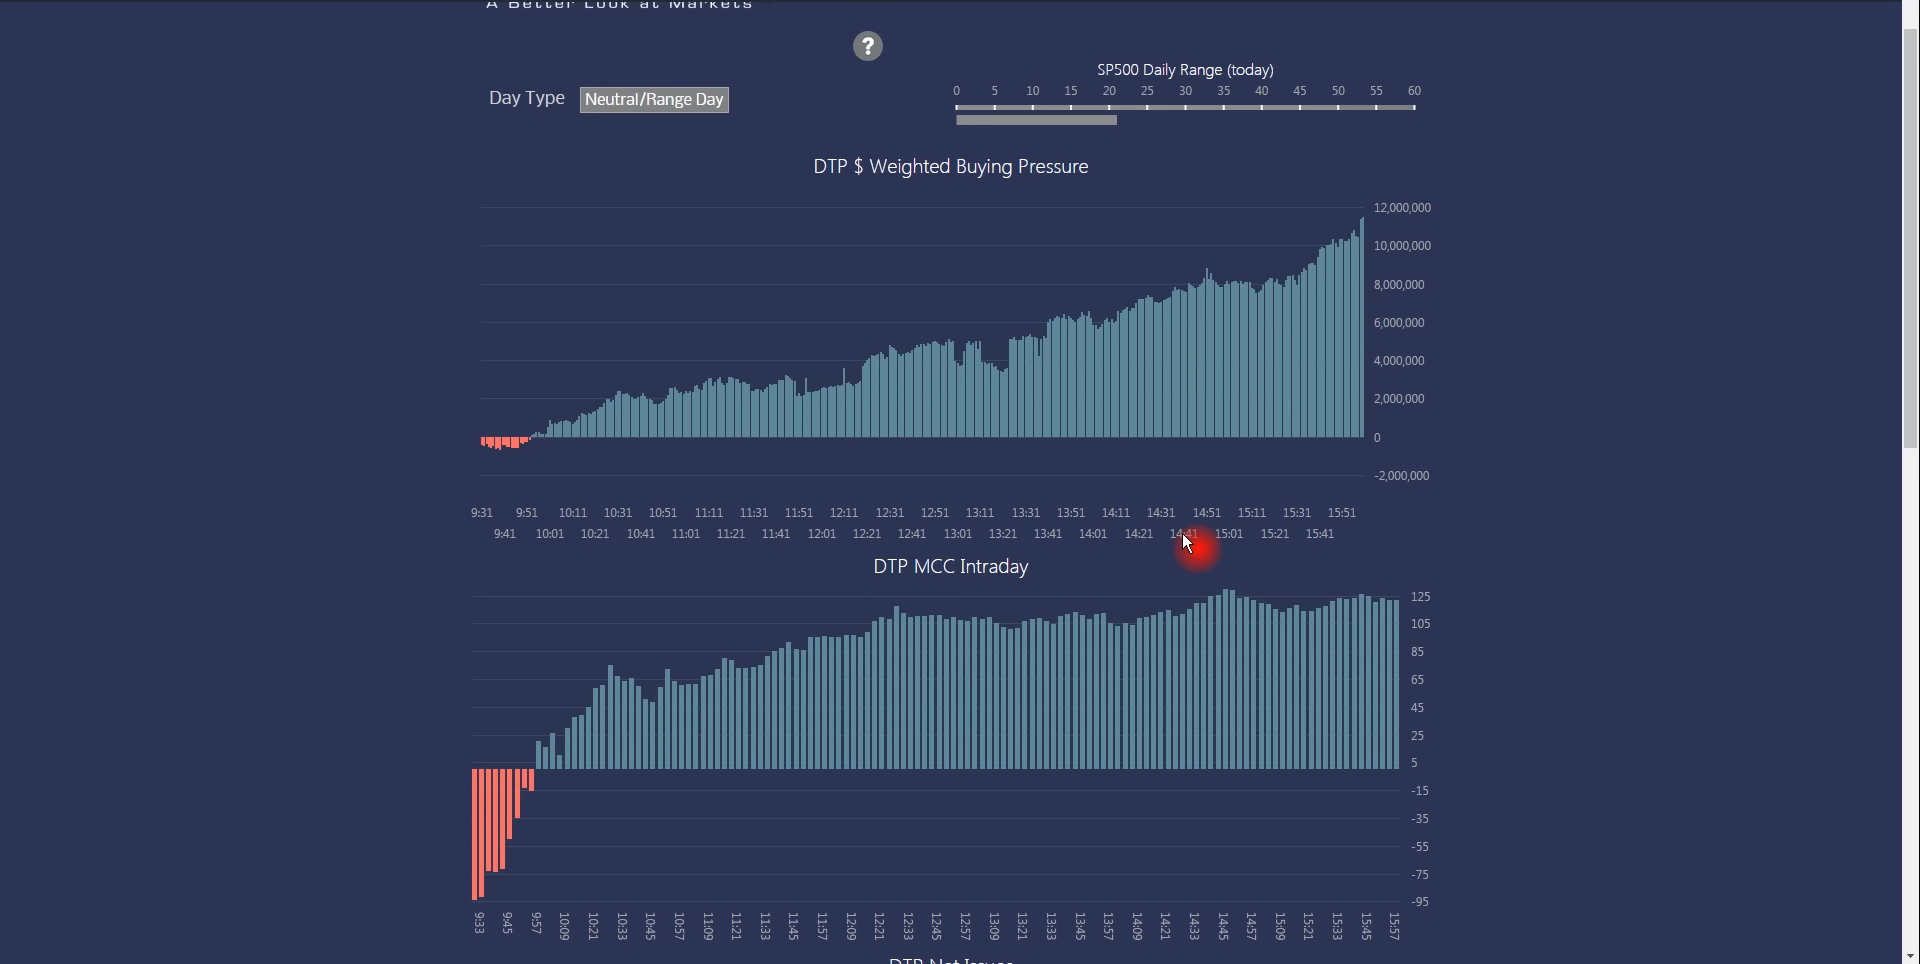 A Better Look at Markets
?
SP500 Daily Range (today)
Day Type Neutral/Range Day
0 5 10 15 20 25 30 35 40 45 50 55 60
DTP $ Weighted Buying Pressure
12,000,000
10,000,000
8,000,000
6,000,000
4,000,000
2,000,000
0
-2,000,000
9:31 9:51 10:11 10:31 10:51 11:11 11:31 11:51 12:11 12:31 12:51 13:11 13:31 13:51 14:11 14:31 14:51 15:11 15:31 15:51
9:41 10:01 10:21 10:41 11:01 11:21 11:41 12:01 12:21 12:41 13:01 13:21 13:41 14:01 14:21 14:41 15:01 15:21 15:41
DTP MCC Intraday
125
105
85
65
45
25
5
-15
-35
-55
-75
-95
9:33 9:45 9:57 10:09 10:21 10:33 10:45 10:57 11:09 11:21 11:33 11:45 11:57 12:09 12:21 12:33 12:45 12:57 13:09 13:21 13:33 13:45 13:57 14:09 14:21 14:33 14:45 14:57 15:09 15:21 15:33 15:45 15:57
DTP Net Issues